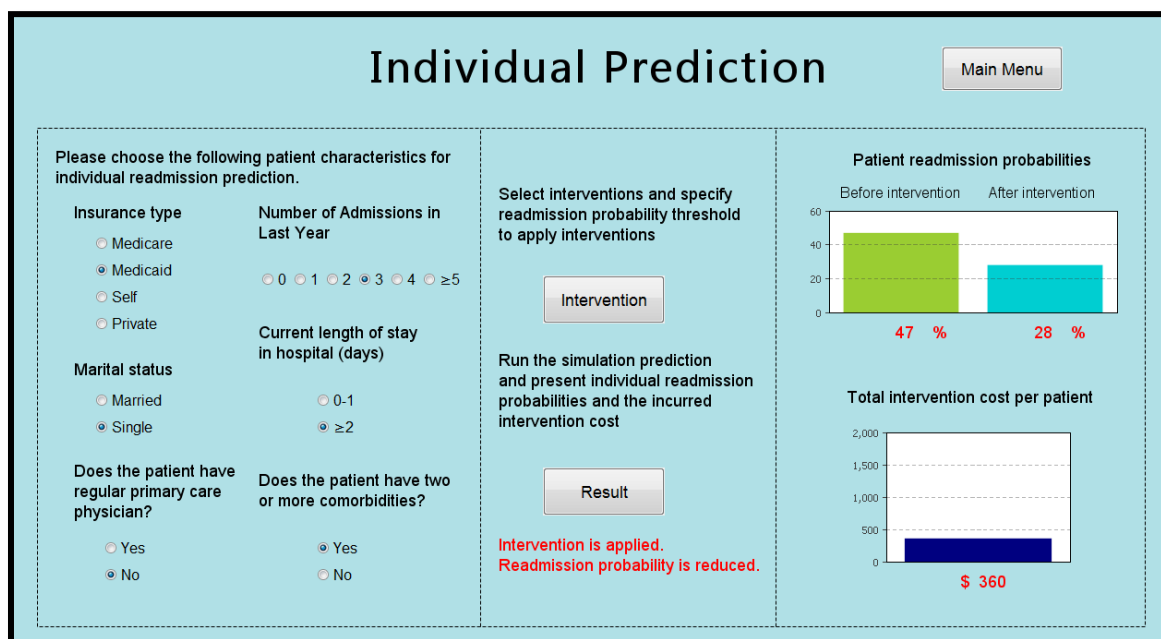 Individual Prediction
Main Menu
Please choose the following patient characteristics for
individual readmission prediction.
Insurance type
Medicare
Medicaid
Self
Private
Marital status
Married
Single
Does the patient have
regular primary care
physician?
Yes
No
Number of Admissions in
Last Year
0 1 2 3 4 ≥5
Current length of stay
in hospital (days)
0-1
≥2
Does the patient have two
or more comorbidities?
Yes
No
Select interventions and specify
readmission probability threshold
to apply interventions
Intervention
Run the simulation prediction
and present individual readmission
probabilities and the incurred
intervention cost
Result
Intervention is applied.
Readmission probability is reduced.
Patient readmission probabilities
Before intervention After intervention
60
40
20
0
47 % 28 %
Total intervention cost per patient
2,000
1,500
1,000
500
0
$ 360